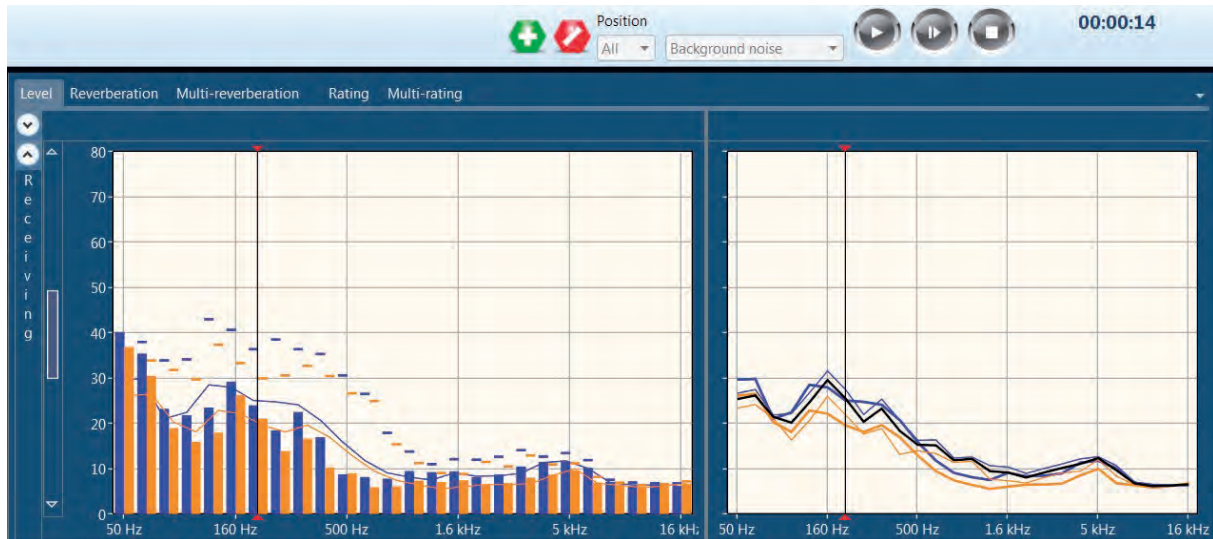 Position
All
Background noise
00:00:14
Level Reverberation Multi-reverberation Rating Multi-rating
Receiving
80
70
60
50
40
30
20
10
0
50 Hz 160 Hz 500 Hz 1.6 kHz 5 kHz 16 kHz
50 Hz 160 Hz 500 Hz 1.6 kHz 5 kHz 16 kHz